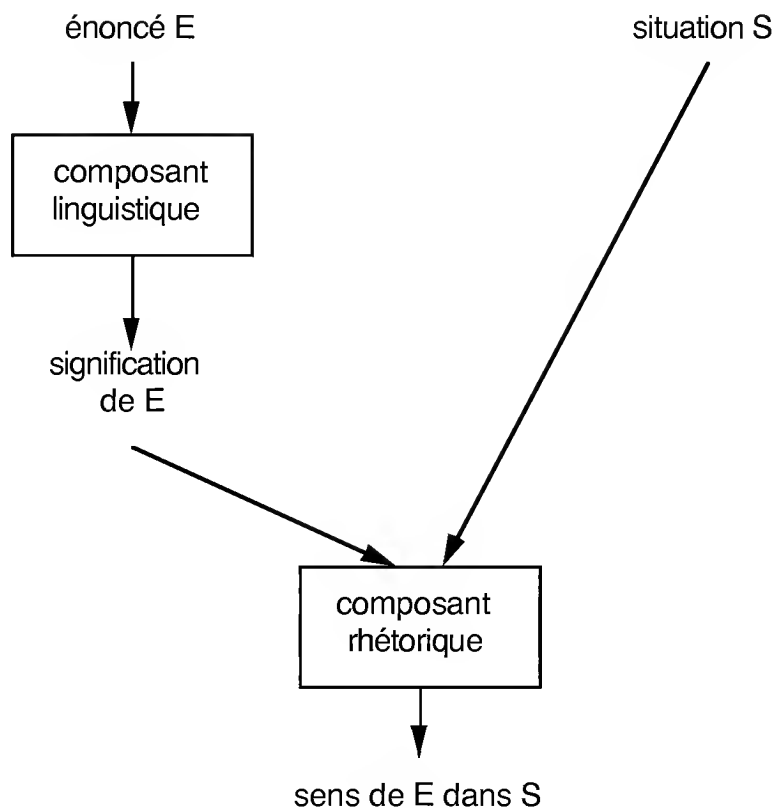 énoncé E
situation S
composant
linguistique
signification
de E
composant
rhétorique
sens de E dans S